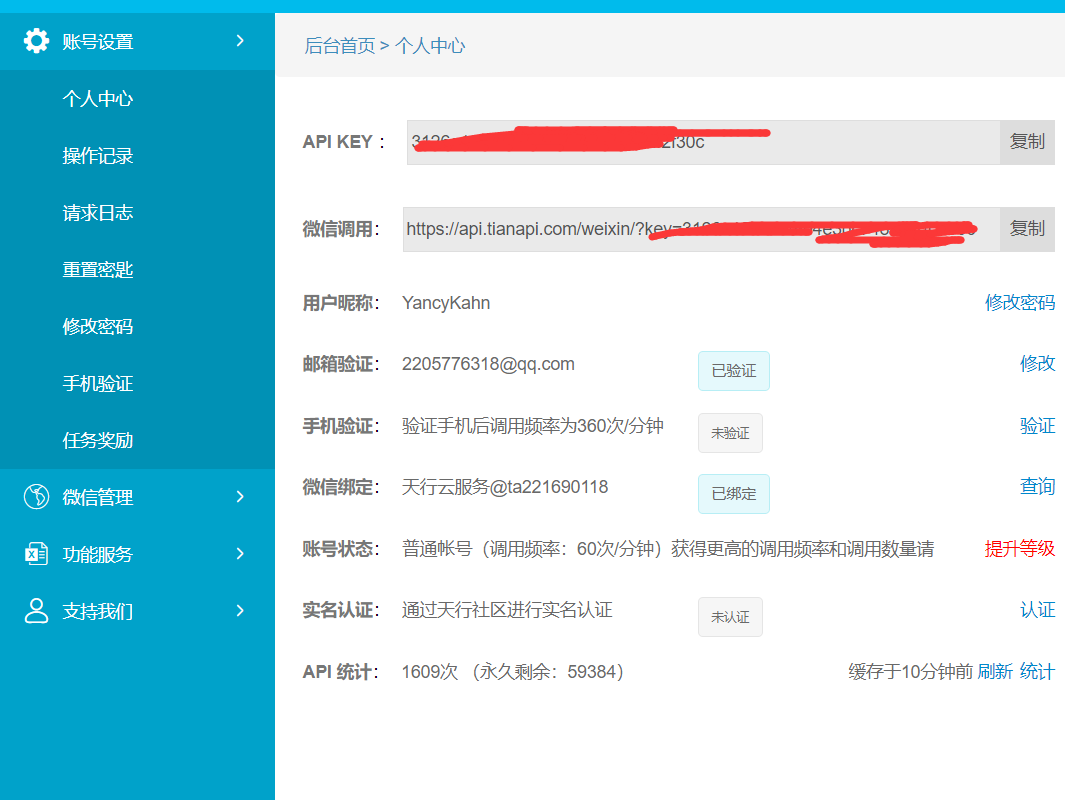 账号设置
个人中心
操作记录
请求日志
重置密匙
修改密码
手机验证
任务奖励
微信管理
功能服务
支持我们
后台首页 > 个人中心
API KEY : 复制
微信调用: https://api.tianapi.com/weixin/?key= 复制
用户昵称: YancyKahn 修改密码
邮箱验证: 2205776318@qq.com 已验证 修改
手机验证: 验证手机后调用频率为360次/分钟 未验证 验证
微信绑定: 天行云服务@ta221690118 已绑定 查询
账号状态: 普通帐号（调用频率：60次/分钟）获得更高的调用频率和调用数量请 提升等级
实名认证: 通过天行社区进行实名认证 未认证 认证
API 统计: 1609次 （永久剩余：59384） 缓存于10分钟前 刷新 统计